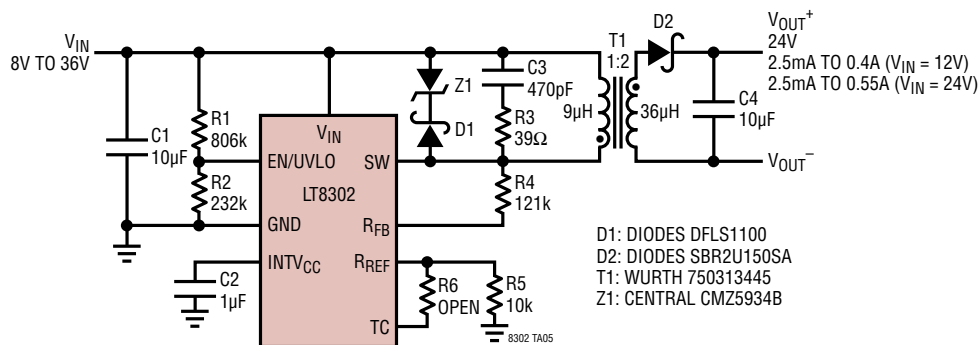 V_IN
8V TO 36V
C1
10µF
R1
806k
R2
232k
V_IN
EN/UVLO
LT8302
SW
GND
R_FB
INTV_CC
R_REF
TC
C2
1µF
Z1
D1
C3
470pF
R3
39Ω
R4
121k
R6
OPEN
R5
10k
T1
1:2
9µH
36µH
D2
C4
10µF
V_OUT+
24V
2.5mA TO 0.4A (V_IN = 12V)
2.5mA TO 0.55A (V_IN = 24V)
V_OUT–
D1: DIODES DFLS1100
D2: DIODES SBR2U150SA
T1: WURTH 750313445
Z1: CENTRAL CMZ5934B
8302 TA05